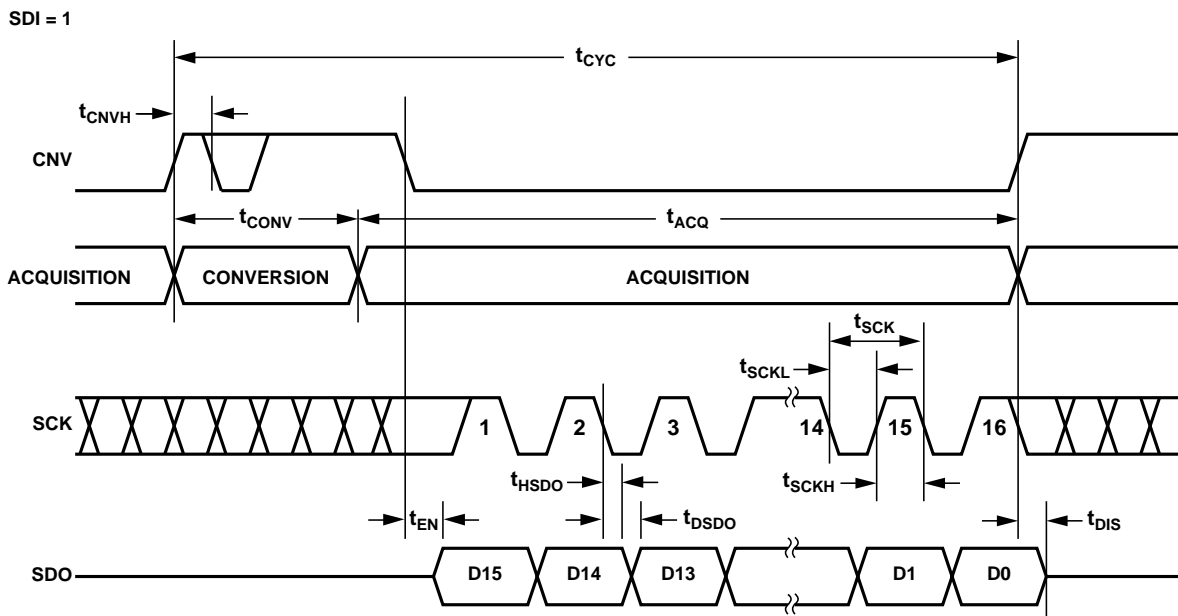 SDI = 1
tCYC
tCNVH
CNV
tCONV
tACQ
ACQUISITION
CONVERSION
ACQUISITION
tSCK
tSCKL
SCK
1
2
3
14
15
16
tHSDO
tSCKH
tEN
tDSDO
tDIS
SDO
D15
D14
D13
D1
D0